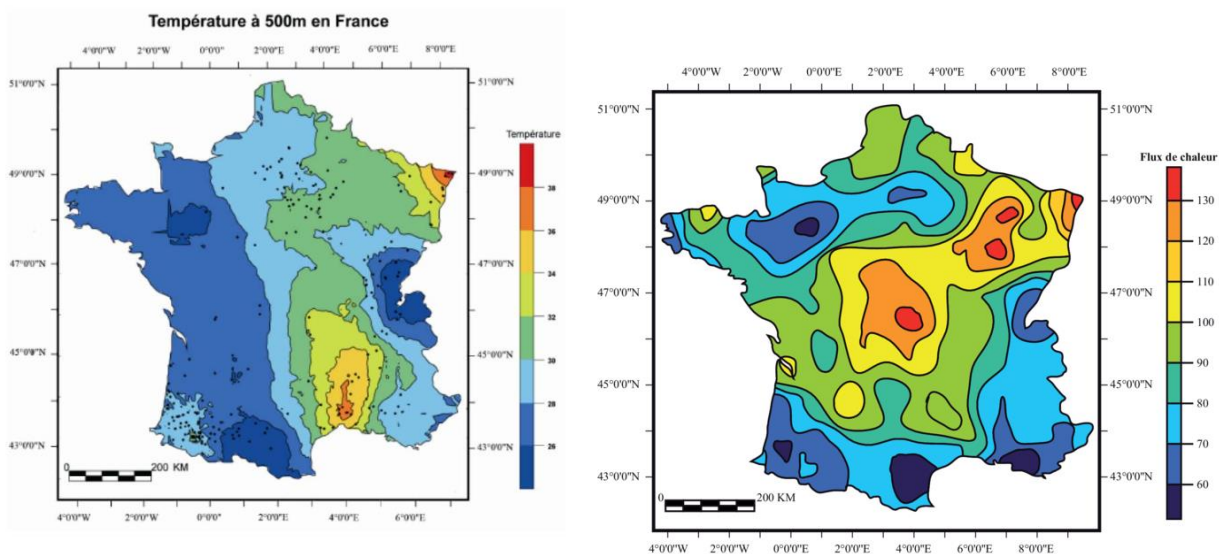 Température à 500m en France
4°0'0"W 2°0'0"W 0°0'0"E 2°0'0"E 4°0'0"E 6°0'0"E 8°0'0"E
51°0'0"N 51°0'0"N
Température
49°0'0"N 49°0'0"N
47°0'0"N 47°0'0"N
45°0'0"N 45°0'0"N
43°0'0"N 43°0'0"N
38
36
34
32
30
28
26
0 200 KM
4°0'0"W 2°0'0"W 0°0'0"E 2°0'0"E 4°0'0"E 6°0'0"E
4°0'0"W 2°0'0"W 0°0'0"E 2°0'0"E 4°0'0"E 6°0'0"E 8°0'0"E
51°0'0"N 51°0'0"N
49°0'0"N 49°0'0"N
47°0'0"N 47°0'0"N
45°0'0"N 45°0'0"N
43°0'0"N 43°0'0"N
Flux de chaleur
130
120
110
100
90
80
70
60
0 200 KM
4°0'0"W 2°0'0"W 0°0'0"E 2°0'0"E 4°0'0"E 6°0'0"E 8°0'0"E